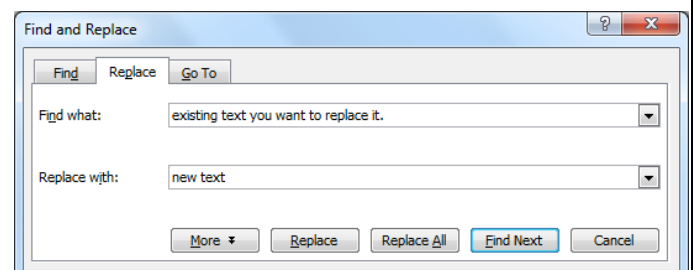 Find and Replace
Find Replace Go To
Find what: existing text you want to replace it.
Replace with: new text
More Replace Replace All Find Next Cancel